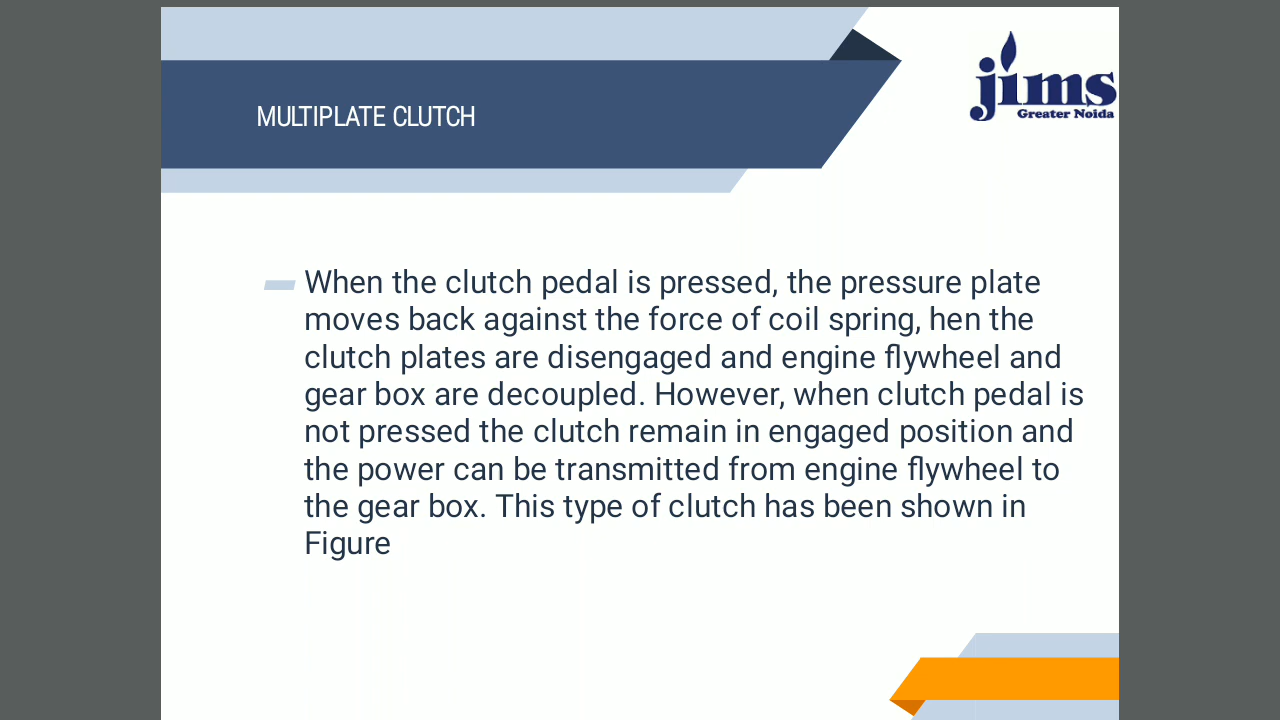 MULTIPLATE CLUTCH
jims
Greater Noida
When the clutch pedal is pressed, the pressure plate
moves back against the force of coil spring, hen the
clutch plates are disengaged and engine flywheel and
gear box are decoupled. However, when clutch pedal is
not pressed the clutch remain in engaged position and
the power can be transmitted from engine flywheel to
the gear box. This type of clutch has been shown in
Figure